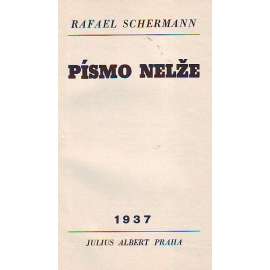 RAFAEL SCHERMANN
PÍSMO NELŽE
1937
JULIUS ALBERT PRAHA